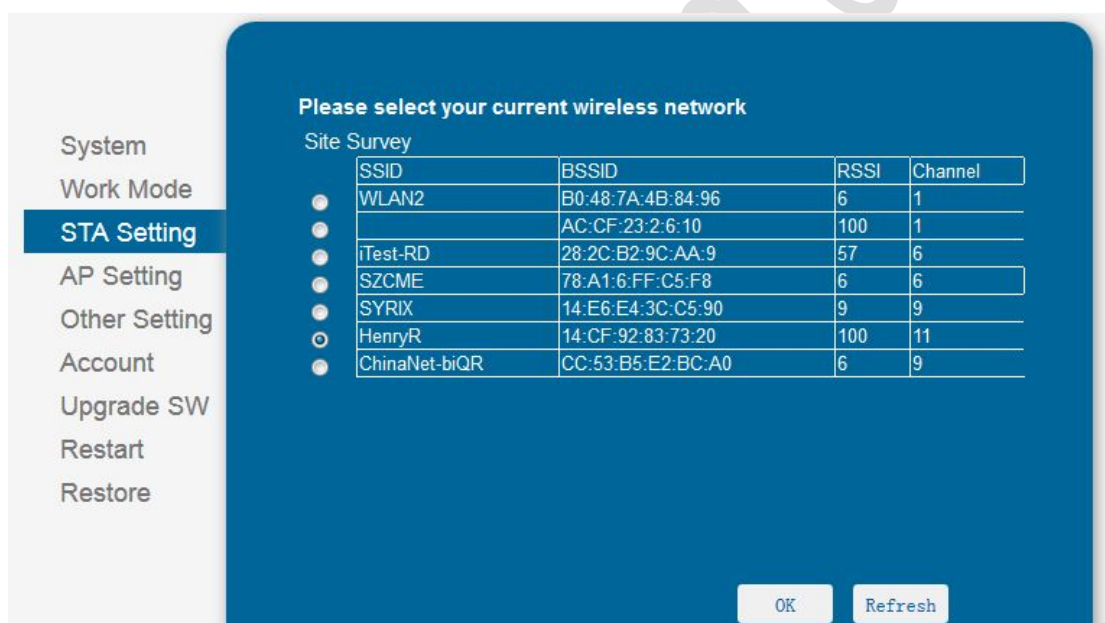 Please select your current wireless network
Site Survey
SSID BSSID RSSI Channel
WLAN2 B0:48:7A:4B:84:96 6 1
AC:CF:23:2:6:10 100 1
iTest-RD 28:2C:B2:9C:AA:9 57 6
SZCME 78:A1:6:FF:C5:F8 6 6
SYRIX 14:E6:E4:3C:C5:90 9 9
HenryR 14:CF:92:83:73:20 100 11
ChinaNet-biQR CC:53:B5:E2:BC:A0 6 9
System
Work Mode
STA Setting
AP Setting
Other Setting
Account
Upgrade SW
Restart
Restore
OK Refresh